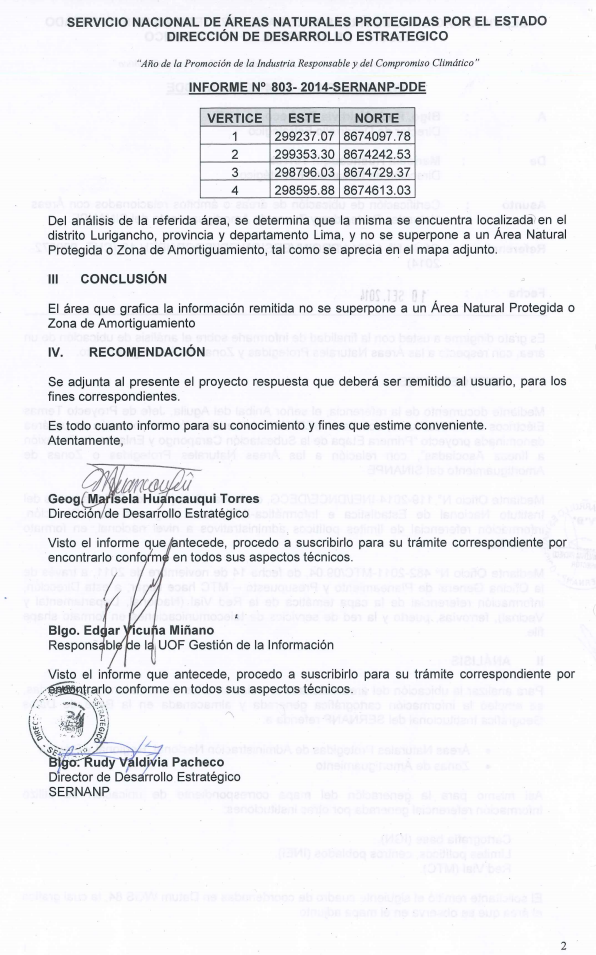 SERVICIO NACIONAL DE ÁREAS NATURALES PROTEGIDAS POR EL ESTADO
DIRECCIÓN DE DESARROLLO ESTRATEGICO
“Año de la Promoción de la Industria Responsable y del Compromiso Climático”
INFORME Nº 803- 2014-SERNANP-DDE
VERTICE ESTE NORTE
1 299237.07 8674097.78
2 299353.30 8674242.53
3 298796.03 8674729.37
4 298595.88 8674613.03
Del análisis de la referida área, se determina que la misma se encuentra localizada en el
distrito Lurigancho, provincia y departamento Lima, y no se superpone a un Área Natural
Protegida o Zona de Amortiguamiento, tal como se aprecia en el mapa adjunto.
III CONCLUSIÓN
El área que grafica la información remitida no se superpone a un Área Natural Protegida o
Zona de Amortiguamiento
IV. RECOMENDACIÓN
Se adjunta al presente el proyecto respuesta que deberá ser remitido al usuario, para los
fines correspondientes.
Es todo cuanto informo para su conocimiento y fines que estime conveniente.
Atentamente,
Geog. Marisela Huancauqui Torres
Dirección de Desarrollo Estratégico
Visto el informe que antecede, procedo a suscribirlo para su trámite correspondiente por
encontrarlo conforme en todos sus aspectos técnicos.
Blgo. Edgar Vicuña Miñano
Responsable de la UOF Gestión de la Información
Visto el informe que antecede, procedo a suscribirlo para su trámite correspondiente por
encontrarlo conforme en todos sus aspectos técnicos.
Blgo. Rudy Valdivia Pacheco
Director de Desarrollo Estratégico
SERNANP
2